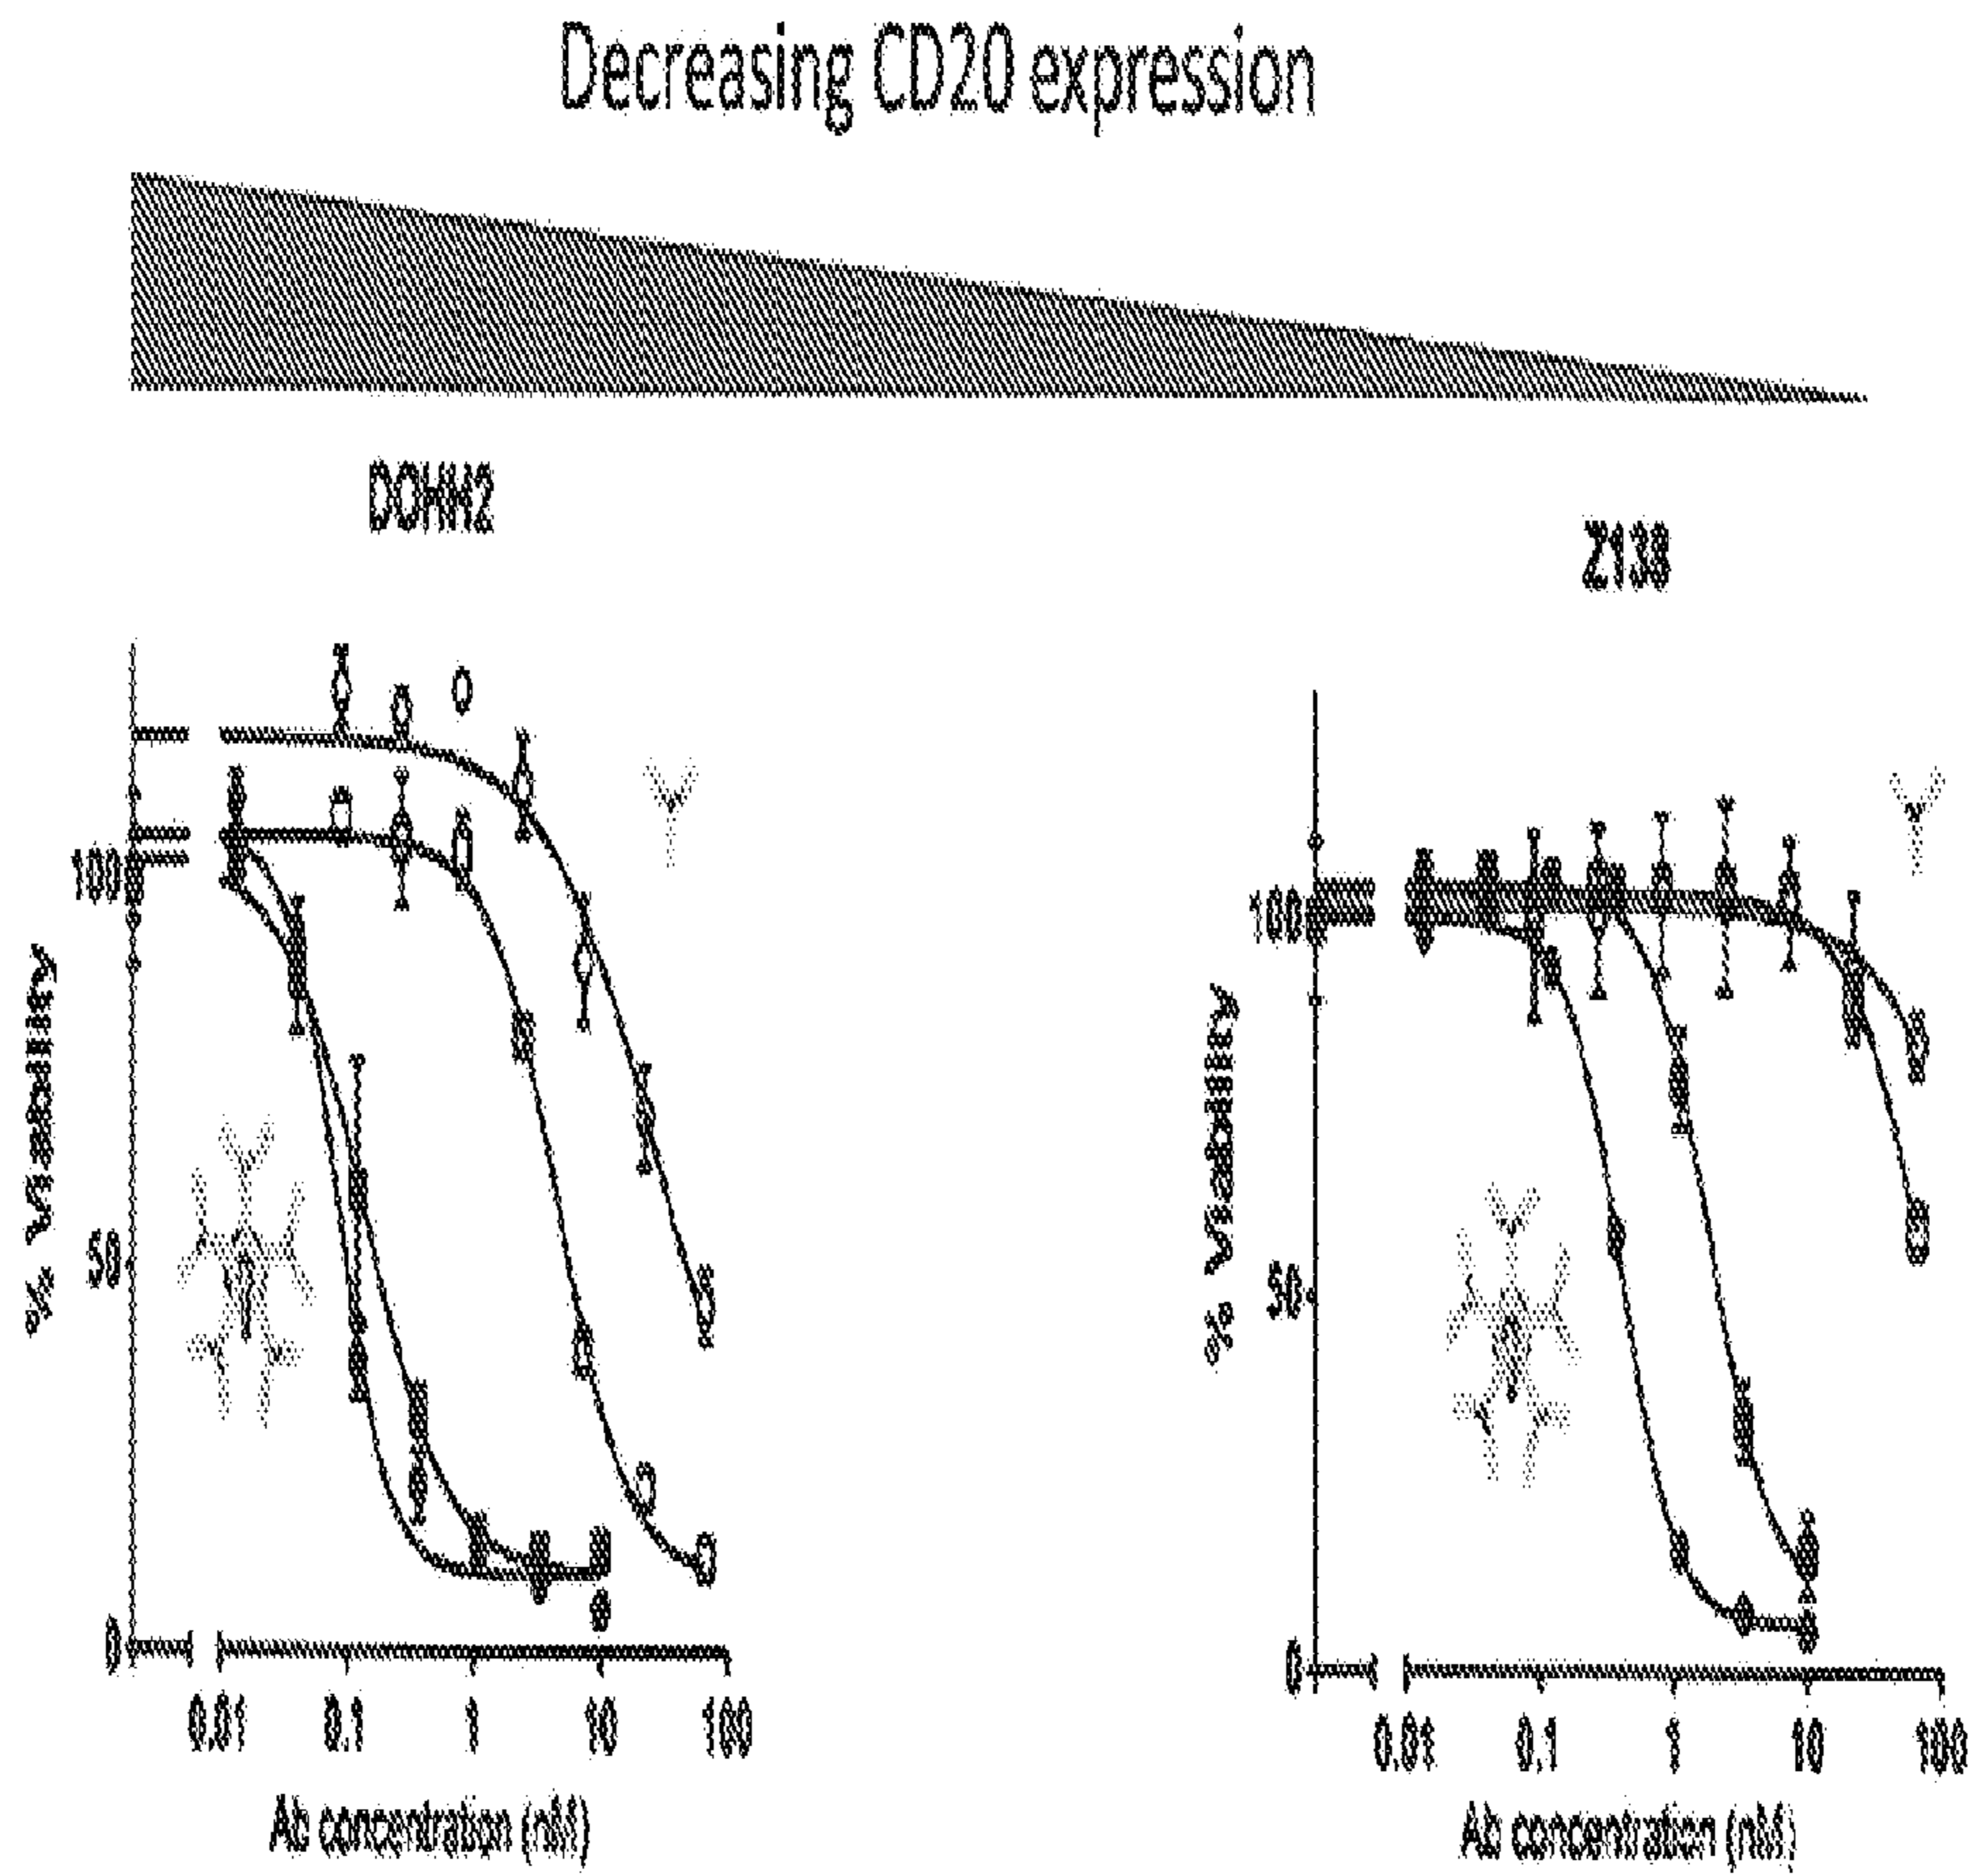 Decreasing CD20 expression
DOHH2
Z138
% Viability
100
50
0
0.01 0.1 1 10 100
Ab concentration (nM)
% Viability
100
50
0
0.01 0.1 1 10 100
Ab concentration (nM)